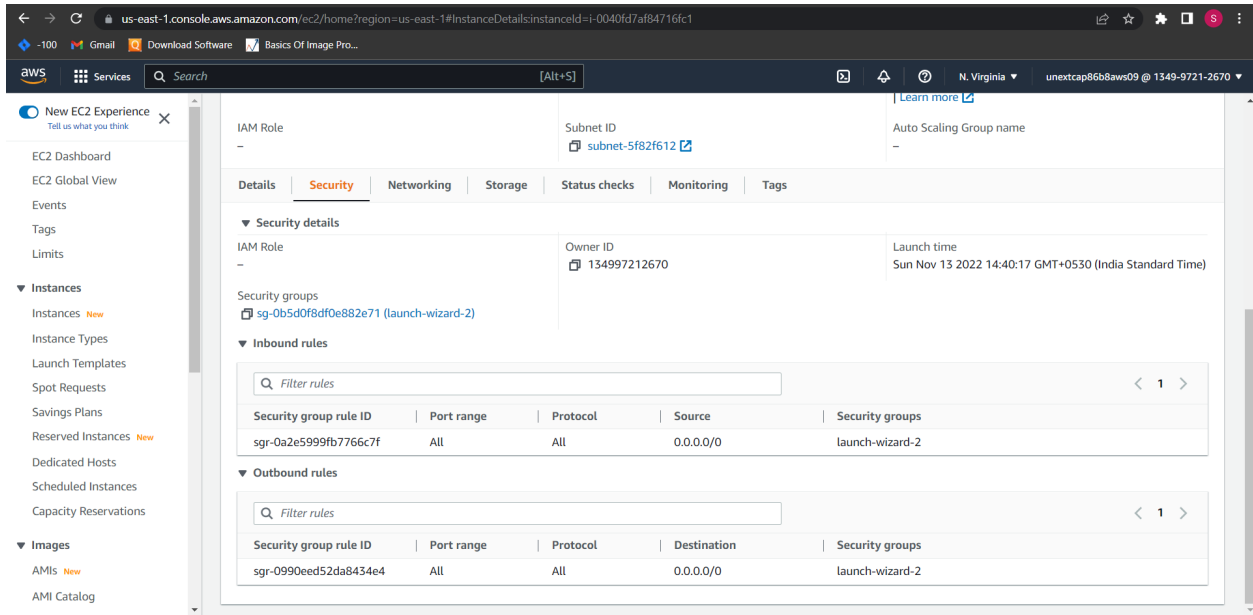 us-east-1.console.aws.amazon.com/ec2/home?region=us-east-1#InstanceDetails:instanceId=i-0040fd7af84716fc1
S
-100 Gmail Download Software Basics Of Image Pro...
aws Services Search [Alt+S] N. Virginia ▼ unextcap86b8aws09 @ 1349-9721-2670 ▼
New EC2 Experience
Tell us what you think
EC2 Dashboard
EC2 Global View
Events
Tags
Limits
▼ Instances
Instances New
Instance Types
Launch Templates
Spot Requests
Savings Plans
Reserved Instances New
Dedicated Hosts
Scheduled Instances
Capacity Reservations
▼ Images
AMIs New
AMI Catalog
| Learn more
IAM Role Subnet ID Auto Scaling Group name
– subnet-5f82f612 –
Details Security Networking Storage Status checks Monitoring Tags
▼ Security details
IAM Role Owner ID Launch time
– 134997212670 Sun Nov 13 2022 14:40:17 GMT+0530 (India Standard Time)
Security groups
sg-0b5d0f8df0e882e71 (launch-wizard-2)
▼ Inbound rules
Filter rules < 1 >
Security group rule ID Port range Protocol Source Security groups
sgr-0a2e5999fb7766c7f All All 0.0.0.0/0 launch-wizard-2
▼ Outbound rules
Filter rules < 1 >
Security group rule ID Port range Protocol Destination Security groups
sgr-0990eed52da8434e4 All All 0.0.0.0/0 launch-wizard-2